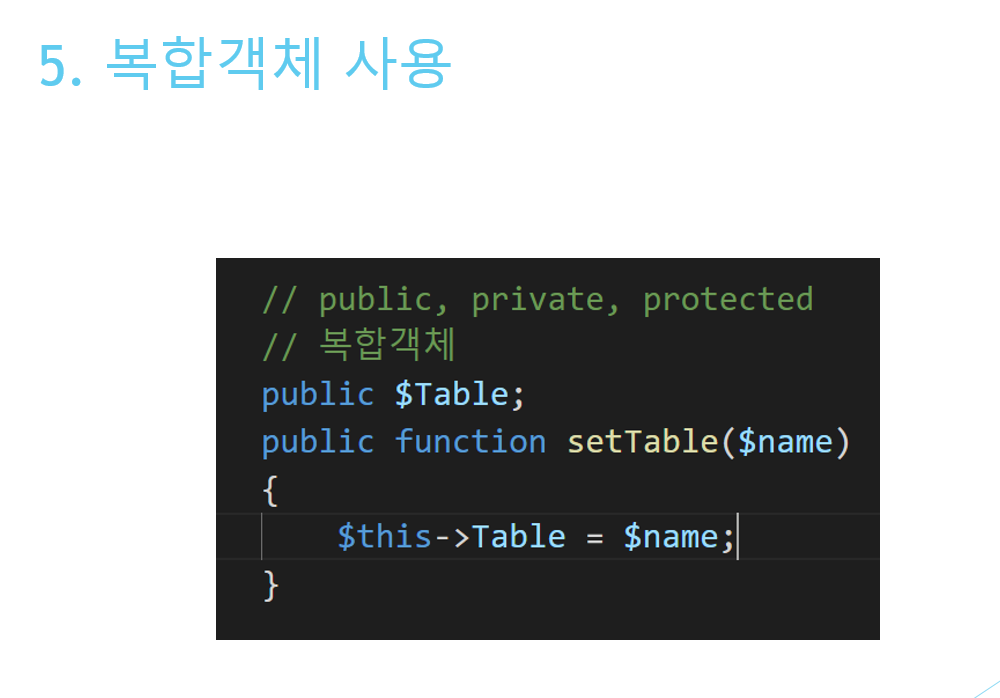 5. 복합객체 사용
// public, private, protected
// 복합객체
public $Table;
public function setTable($name)
{
    $this->Table = $name;
}